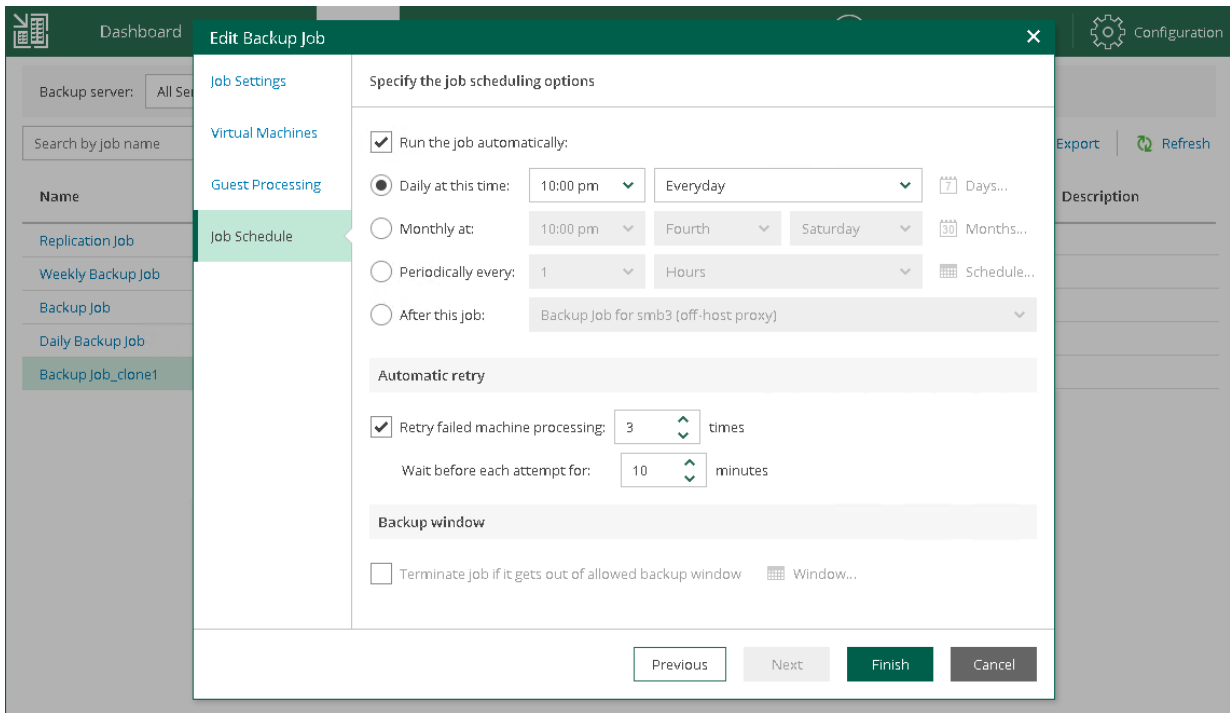 Dashboard
Configuration
Edit Backup Job
Backup server: All Ser
Search by job name
Export
Refresh
Name
Description
Replication Job
Weekly Backup Job
Backup Job
Daily Backup Job
Backup Job_clone1
Job Settings
Virtual Machines
Guest Processing
Job Schedule
Specify the job scheduling options
Run the job automatically:
Daily at this time: 10:00 pm Everyday 7 Days...
Monthly at: 10:00 pm Fourth Saturday 30 Months...
Periodically every: 1 Hours Schedule...
After this job: Backup Job for smb3 (off-host proxy)
Automatic retry
Retry failed machine processing: 3 times
Wait before each attempt for: 10 minutes
Backup window
Terminate job if it gets out of allowed backup window Window...
Previous Next Finish Cancel